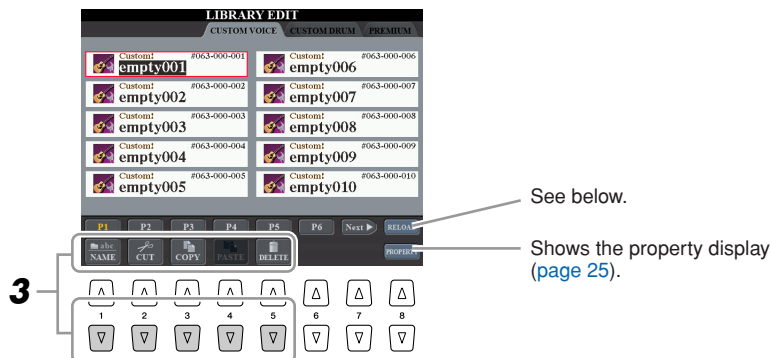 LIBRARY EDIT
CUSTOM VOICE CUSTOM DRUM PREMIUM
Custom! #063-000-001
empty001
Custom! #063-000-006
empty006
Custom! #063-000-002
empty002
Custom! #063-000-007
empty007
Custom! #063-000-003
empty003
Custom! #063-000-008
empty008
Custom! #063-000-004
empty004
Custom! #063-000-009
empty009
Custom! #063-000-005
empty005
Custom! #063-000-010
empty010
See below.
P1 P2 P3 P4 P5 P6 Next RELOA
Shows the property display
(page 25).
abc
NAME CUT COPY PASTE DELETE PROPERTY
3
1 2 3 4 5 6 7 8